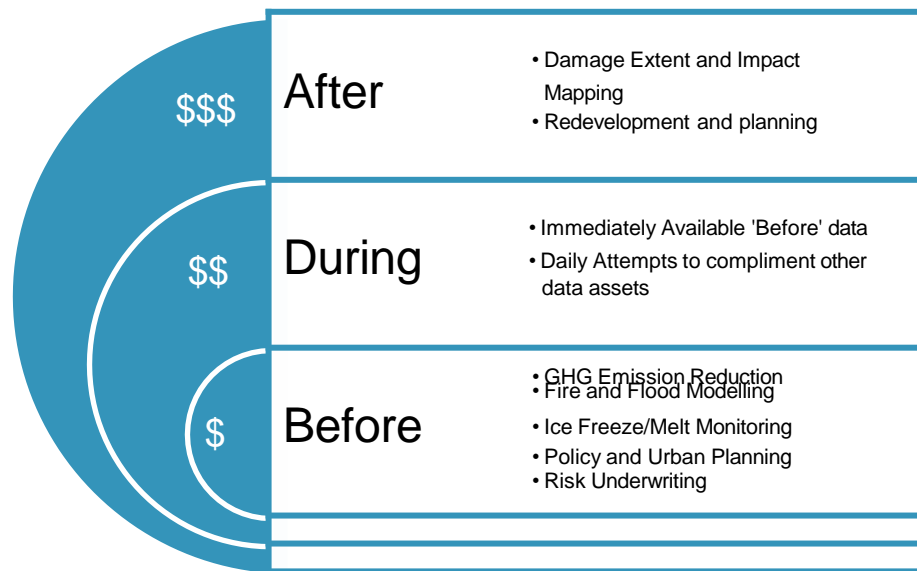 $$$
After
• Damage Extent and Impact
Mapping
• Redevelopment and planning
$$
During
• Immediately Available 'Before' data
• Daily Attempts to compliment other
data assets
$
Before
• GHG Emission Reduction
• Fire and Flood Modelling
• Ice Freeze/Melt Monitoring
• Policy and Urban Planning
• Risk Underwriting